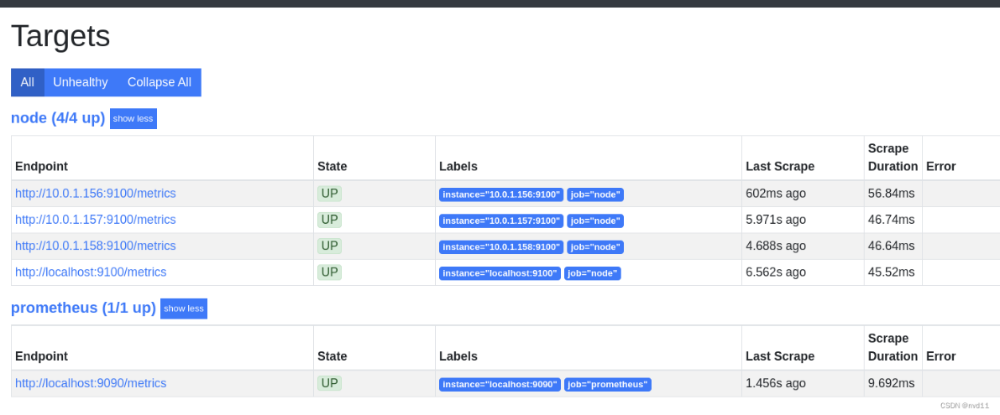 Targets
All Unhealthy Collapse All
node (4/4 up) show less
Endpoint State Labels Last Scrape Scrape Duration Error
http://10.0.1.156:9100/metrics UP instance="10.0.1.156:9100" job="node" 602ms ago 56.84ms
http://10.0.1.157:9100/metrics UP instance="10.0.1.157:9100" job="node" 5.971s ago 46.74ms
http://10.0.1.158:9100/metrics UP instance="10.0.1.158:9100" job="node" 4.688s ago 46.64ms
http://localhost:9100/metrics UP instance="localhost:9100" job="node" 6.562s ago 45.52ms
prometheus (1/1 up) show less
Endpoint State Labels Last Scrape Scrape Duration Error
http://localhost:9090/metrics UP instance="localhost:9090" job="prometheus" 1.456s ago 9.692ms
CSDN @nvd11